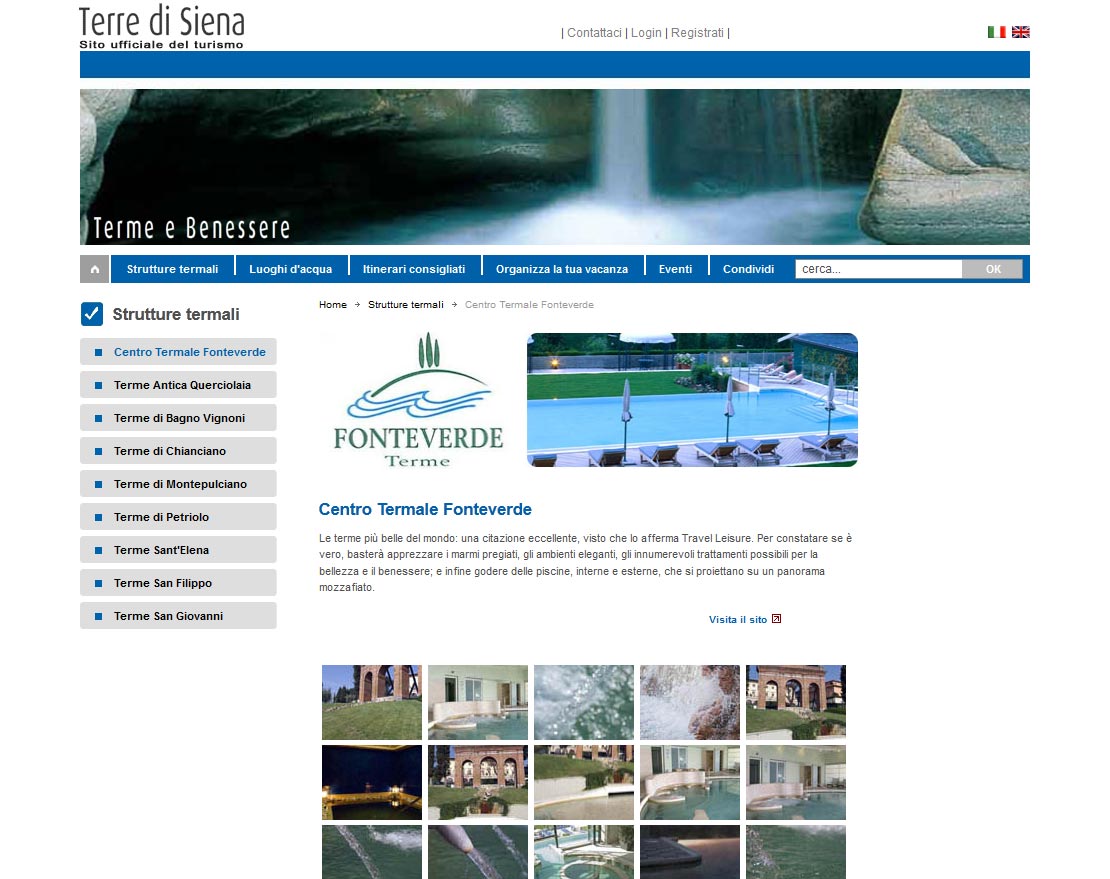 Terre di Siena
Sito ufficiale del turismo
| Contattaci | Login | Registrati |
Terme e Benessere
Strutture termali
Luoghi d'acqua
Itinerari consigliati
Organizza la tua vacanza
Eventi
Condividi
cerca...
OK
Strutture termali
Centro Termale Fonteverde
Terme Antica Querciolaia
Terme di Bagno Vignoni
Terme di Chianciano
Terme di Montepulciano
Terme di Petriolo
Terme Sant'Elena
Terme San Filippo
Terme San Giovanni
Home → Strutture termali → Centro Termale Fonteverde
FONTEVERDE
Terme
Centro Termale Fonteverde
Le terme più belle del mondo: una citazione eccellente, visto che lo afferma Travel Leisure. Per constatare se è
vero, basterà apprezzare i marmi pregiati, gli ambienti eleganti, gli innumerevoli trattamenti possibili per la
bellezza e il benessere; e infine godere delle piscine, interne e esterne, che si proiettano su un panorama
mozzafiato.
Visita il sito